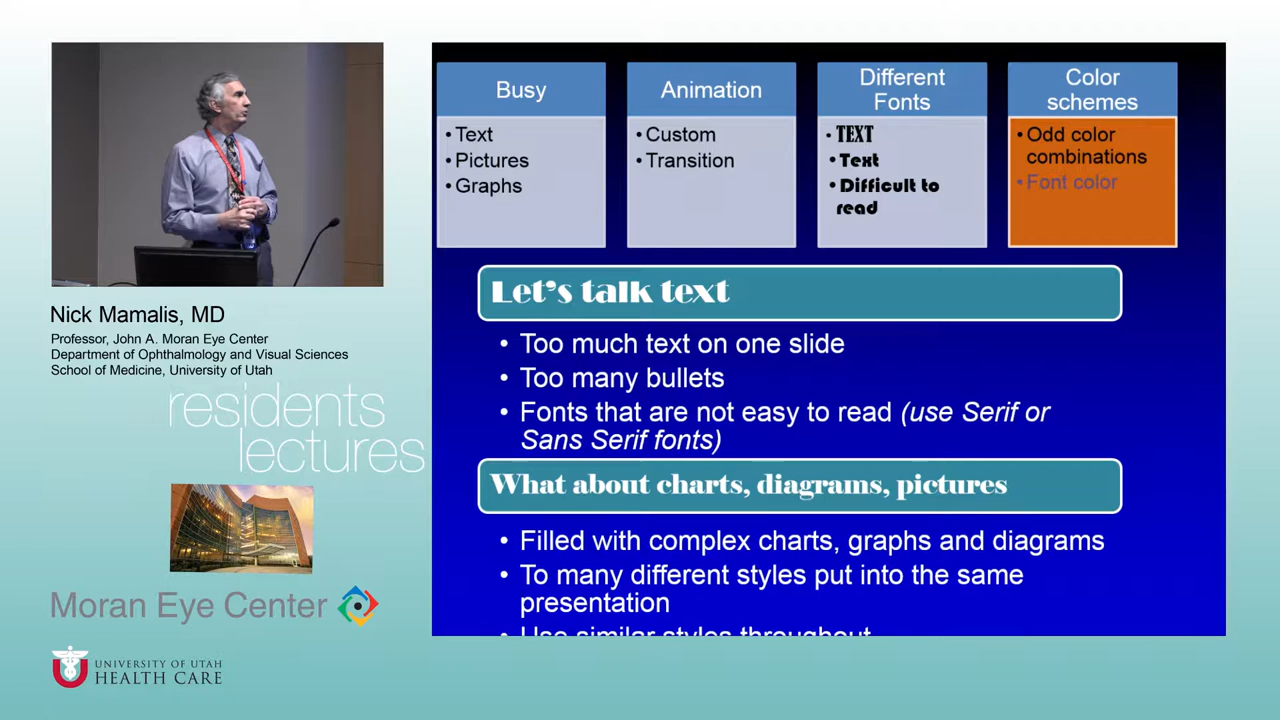 Busy
Animation
Different
Fonts
Color
schemes
• Text
• Pictures
• Graphs
• Custom
• Transition
• TEXT
• Text
• Difficult to
read
• Odd color
combinations
• Font color
Let's talk text
• Too much text on one slide
• Too many bullets
• Fonts that are not easy to read (use Serif or
Sans Serif fonts)
What about charts, diagrams, pictures
• Filled with complex charts, graphs and diagrams
• To many different styles put into the same
presentation
• Use similar styles throughout
Nick Mamalis, MD
Professor, John A. Moran Eye Center
Department of Ophthalmology and Visual Sciences
School of Medicine, University of Utah
residents
lectures
Moran Eye Center
UNIVERSITY OF UTAH
HEALTH CARE